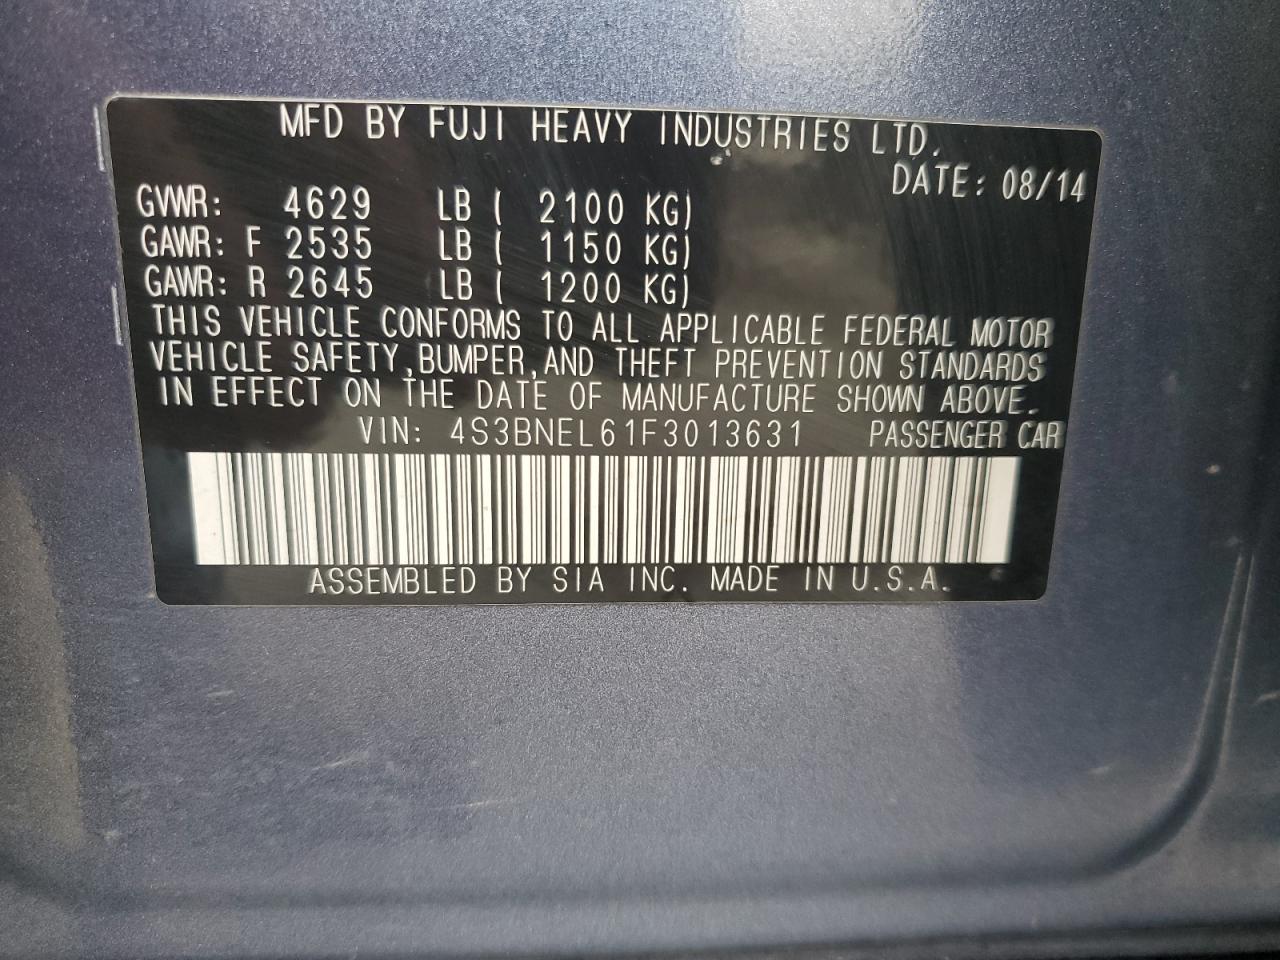 MFD BY FUJI HEAVY INDUSTRIES LTD.
DATE: 08/14
GVWR: 4629 LB ( 2100 KG)
GAWR: F 2535 LB ( 1150 KG)
GAWR: R 2645 LB ( 1200 KG)
THIS VEHICLE CONFORMS TO ALL APPLICABLE FEDERAL MOTOR
VEHICLE SAFETY,BUMPER,AND THEFT PREVENTION STANDARDS
IN EFFECT ON THE DATE OF MANUFACTURE SHOWN ABOVE.
VIN: 4S3BNEL61F3013631 PASSENGER CAR
ASSEMBLED BY SIA INC. MADE IN U.S.A.